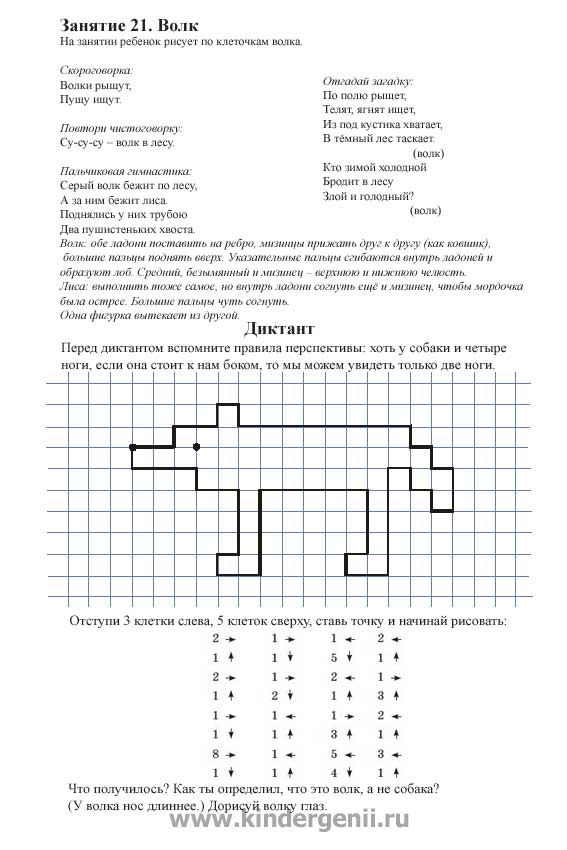 Занятие 21. Волк
На занятии ребенок рисует по клеточкам волка.
Скороговорка:
Волки рыщут,
Пущу ищут.
Повтори чистоговорку:
Су-су-су – волк в лесу.
Пальчиковая гимнастика:
Серый волк бежит по лесу,
А за ним бежит лиса.
Поднялись у них трубою
Два пушистеньких хвоста.
Отгадай загадку:
По полю рыщет,
Телят, ягнят ищет,
Из под кустика хватает,
В тёмный лес таскает.
(волк)
Кто зимой холодной
Бродит в лесу
Злой и голодный?
(волк)
Волк: обе ладони поставить на ребро, мизинцы прижать друг к другу (как ковшик),
большие пальцы поднять вверх. Указательные пальцы сгибаются внутрь ладоней и
образуют лоб. Средний, безымянный и мизинец – верхнюю и нижнюю челюсть.
Лиса: выполнить тоже самое, но внутрь ладони согнуть ещё и мизинец, чтобы мордочка
была острее. Большие пальцы чуть согнуть.
Одна фигурка вытекает из другой.
Диктант
Перед диктантом вспомните правила перспективы: хоть у собаки и четыре
ноги, если она стоит к нам боком, то мы можем увидеть только две ноги.
Отступи 3 клетки слева, 5 клеток сверху, ставь точку и начинай рисовать:
2 → 1 → 1 ← 2 ←
1 ↑ 1 ↓ 5 ↓ 1 ↑
2 → 1 → 2 ← 1 →
1 ↑ 2 ↓ 1 ↑ 3 ↑
1 → 1 ← 1 → 2 ←
1 ↓ 1 ↑ 3 ↑ 1 ↑
8 → 1 ← 5 ← 3 ←
1 ↓ 1 ↑ 4 ↓ 1 ↑
Что получилось? Как ты определил, что это волк, а не собака?
(У волка нос длиннее.) Дорисуй волку глаз.
www.kindergenii.ru